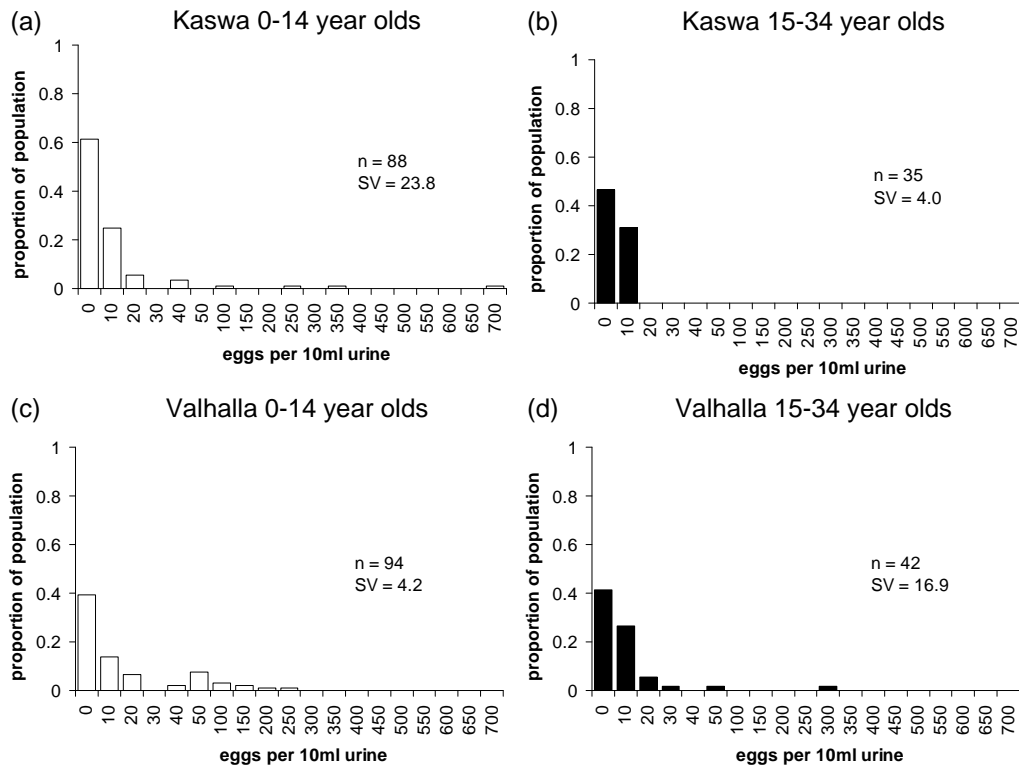 (a) Kaswa 0-14 year olds
proportion of population
1
0.8
0.6
0.4
0.2
0
n = 88
SV = 23.8
0 10 20 30 40 50 100 200 250 300 350 400 450 500 550 600 650 700
eggs per 10ml urine
(b) Kaswa 15-34 year olds
proportion of population
1
0.8
0.6
0.4
0.2
0
n = 35
SV = 4.0
0 10 20 30 40 50 100 200 250 300 350 400 450 500 550 600 650 700
eggs per 10ml urine
(c) Valhalla 0-14 year olds
proportion of population
1
0.8
0.6
0.4
0.2
0
n = 94
SV = 4.2
0 10 20 30 40 50 100 150 200 250 300 350 400 450 500 550 600 650 700
eggs per 10ml urine
(d) Valhalla 15-34 year olds
proportion of population
1
0.8
0.6
0.4
0.2
0
n = 42
SV = 16.9
0 10 20 30 40 50 100 150 200 250 300 350 400 450 500 550 600 650 700
eggs per 10ml urine